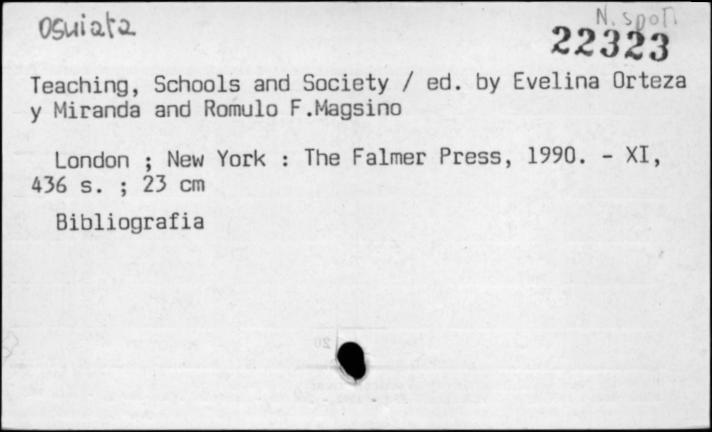 Oświata
N. społ.
22323
Teaching, Schools and Society / ed. by Evelina Orteza
y Miranda and Romulo F.Magsino
London ; New York : The Falmer Press, 1990. - XI,
436 s. ; 23 cm
Bibliografia